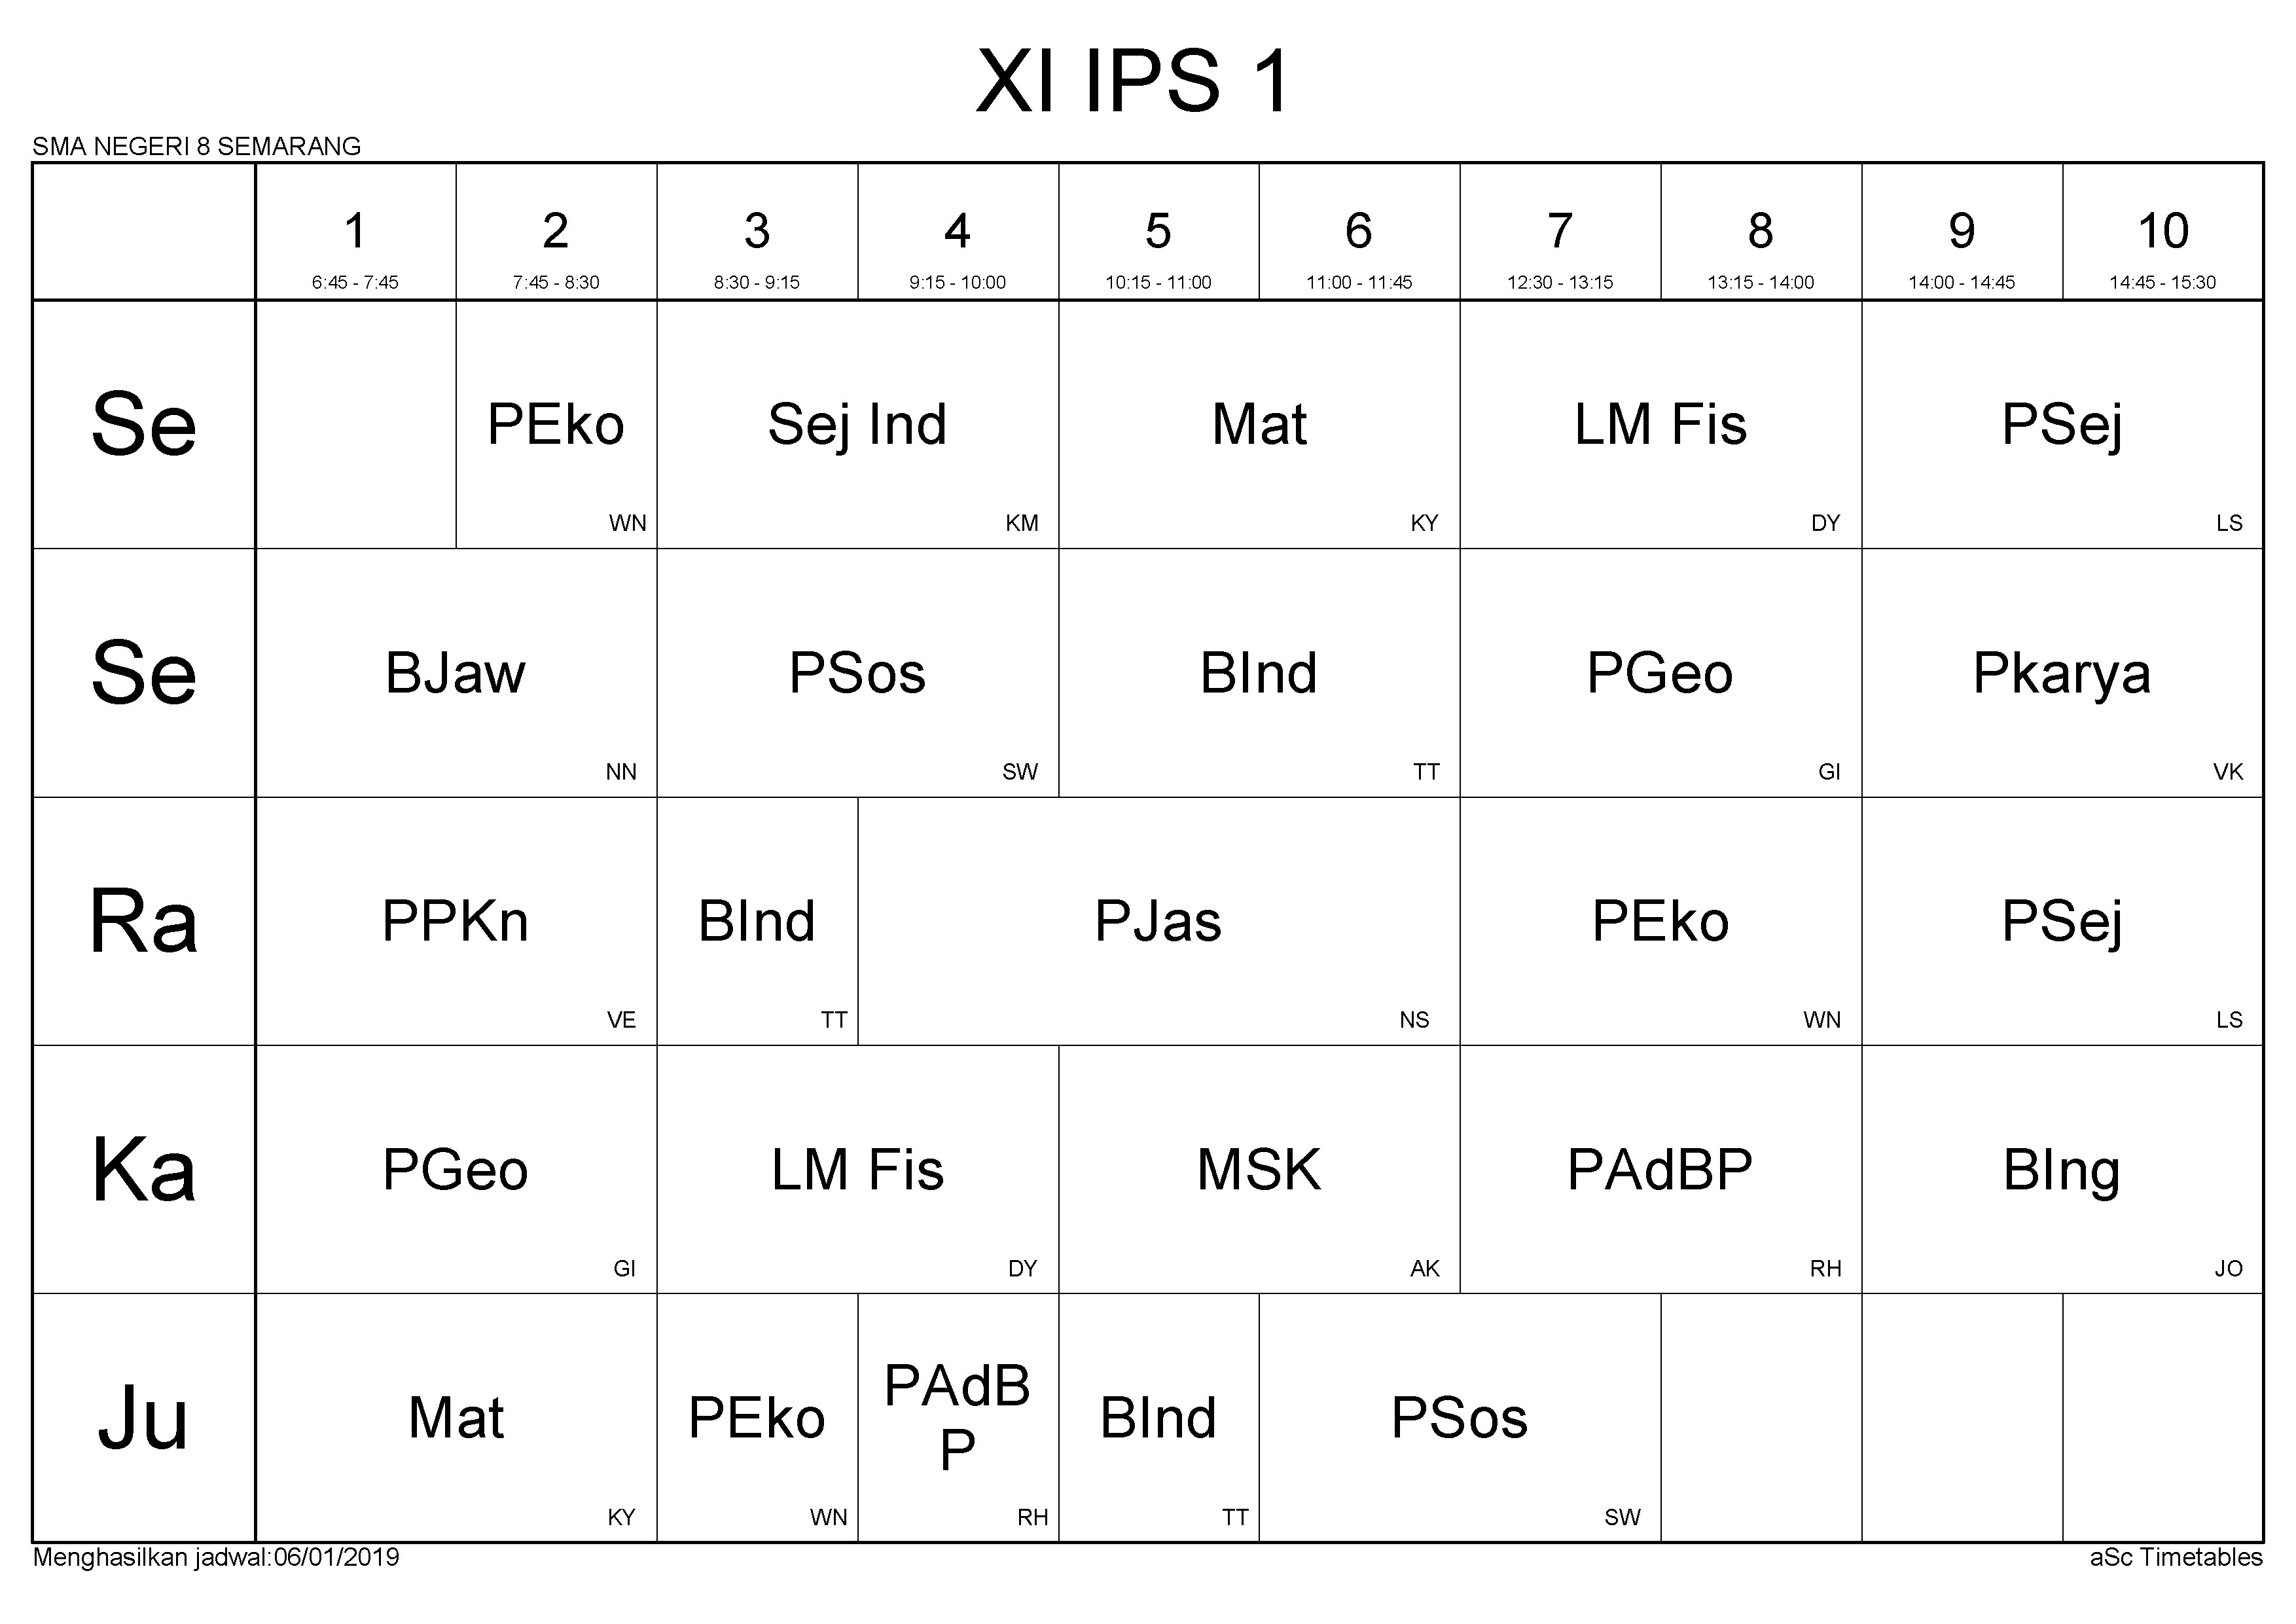 XI IPS 1
SMA NEGERI 8 SEMARANG
1 2 3 4 5 6 7 8 9 10
6:45 - 7:45 7:45 - 8:30 8:30 - 9:15 9:15 - 10:00 10:15 - 11:00 11:00 - 11:45 12:30 - 13:15 13:15 - 14:00 14:00 - 14:45 14:45 - 15:30
Se PEko Sej Ind Mat LM Fis PSej
WN KM KY DY LS
Se BJaw PSos BInd PGeo Pkarya
NN SW TT GI VK
Ra PPKn BInd PJas PEko PSej
VE TT NS WN LS
Ka PGeo LM Fis MSK PAdBP BIng
GI DY AK RH JO
Ju Mat PEko PAdB
P BInd PSos
KY WN RH TT SW
Menghasilkan jadwal:06/01/2019 aSc Timetables